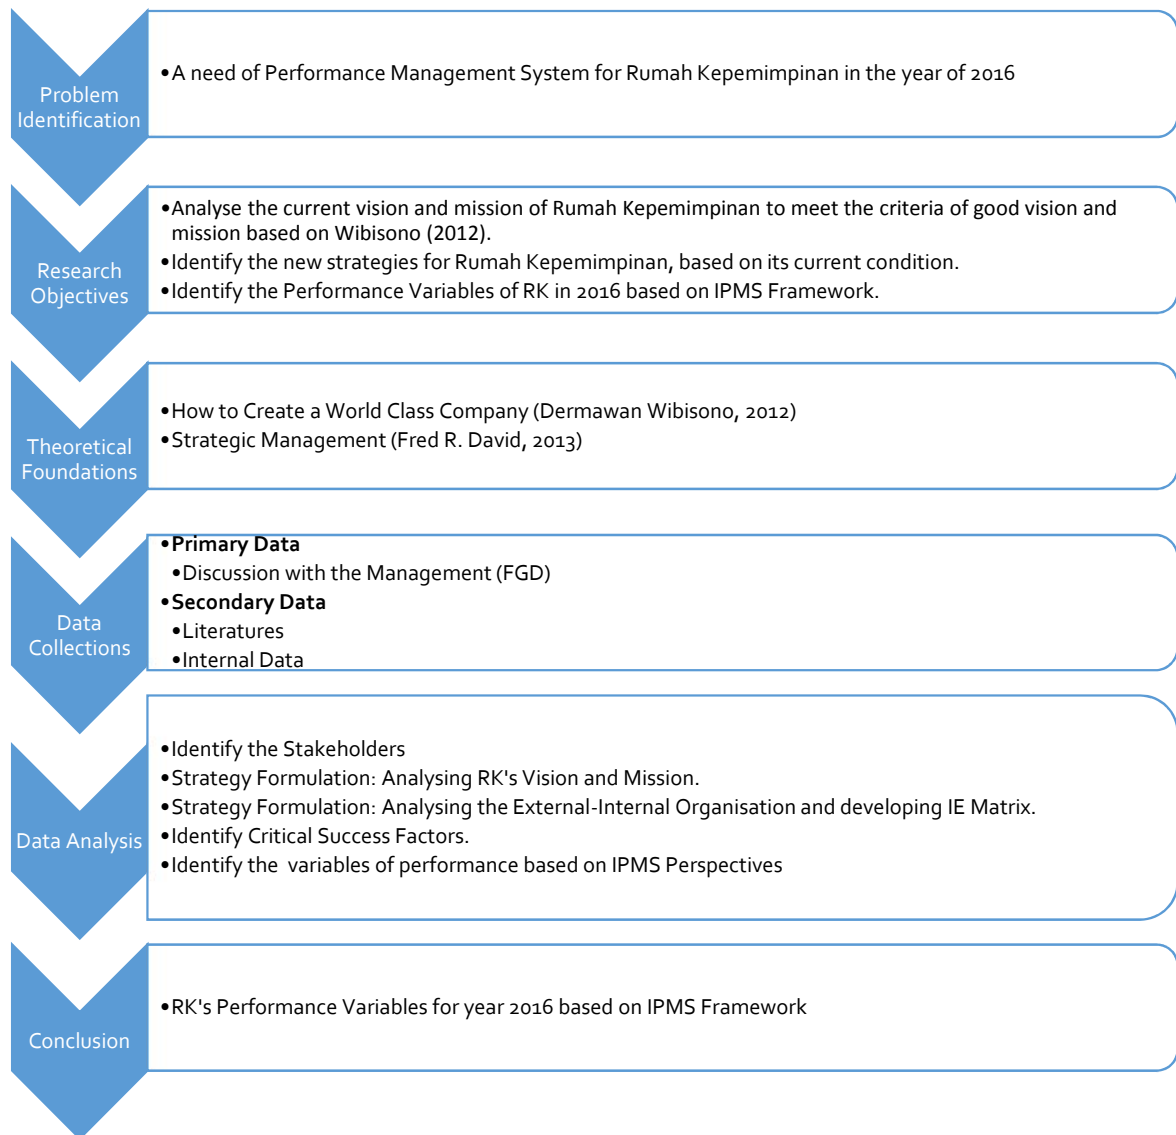 Problem
Identification
•A need of Performance Management System for Rumah Kepemimpinan in the year of 2016
Research
Objectives
•Analyse the current vision and mission of Rumah Kepemimpinan to meet the criteria of good vision and
mission based on Wibisono (2012).
•Identify the new strategies for Rumah Kepemimpinan, based on its current condition.
•Identify the Performance Variables of RK in 2016 based on IPMS Framework.
Theoretical
Foundations
•How to Create a World Class Company (Dermawan Wibisono, 2012)
•Strategic Management (Fred R. David, 2013)
Data
Collections
•Primary Data
•Discussion with the Management (FGD)
•Secondary Data
•Literatures
•Internal Data
Data Analysis
•Identify the Stakeholders
•Strategy Formulation: Analysing RK's Vision and Mission.
•Strategy Formulation: Analysing the External-Internal Organisation and developing IE Matrix.
•Identify Critical Success Factors.
•Identify the variables of performance based on IPMS Perspectives
Conclusion
•RK's Performance Variables for year 2016 based on IPMS Framework